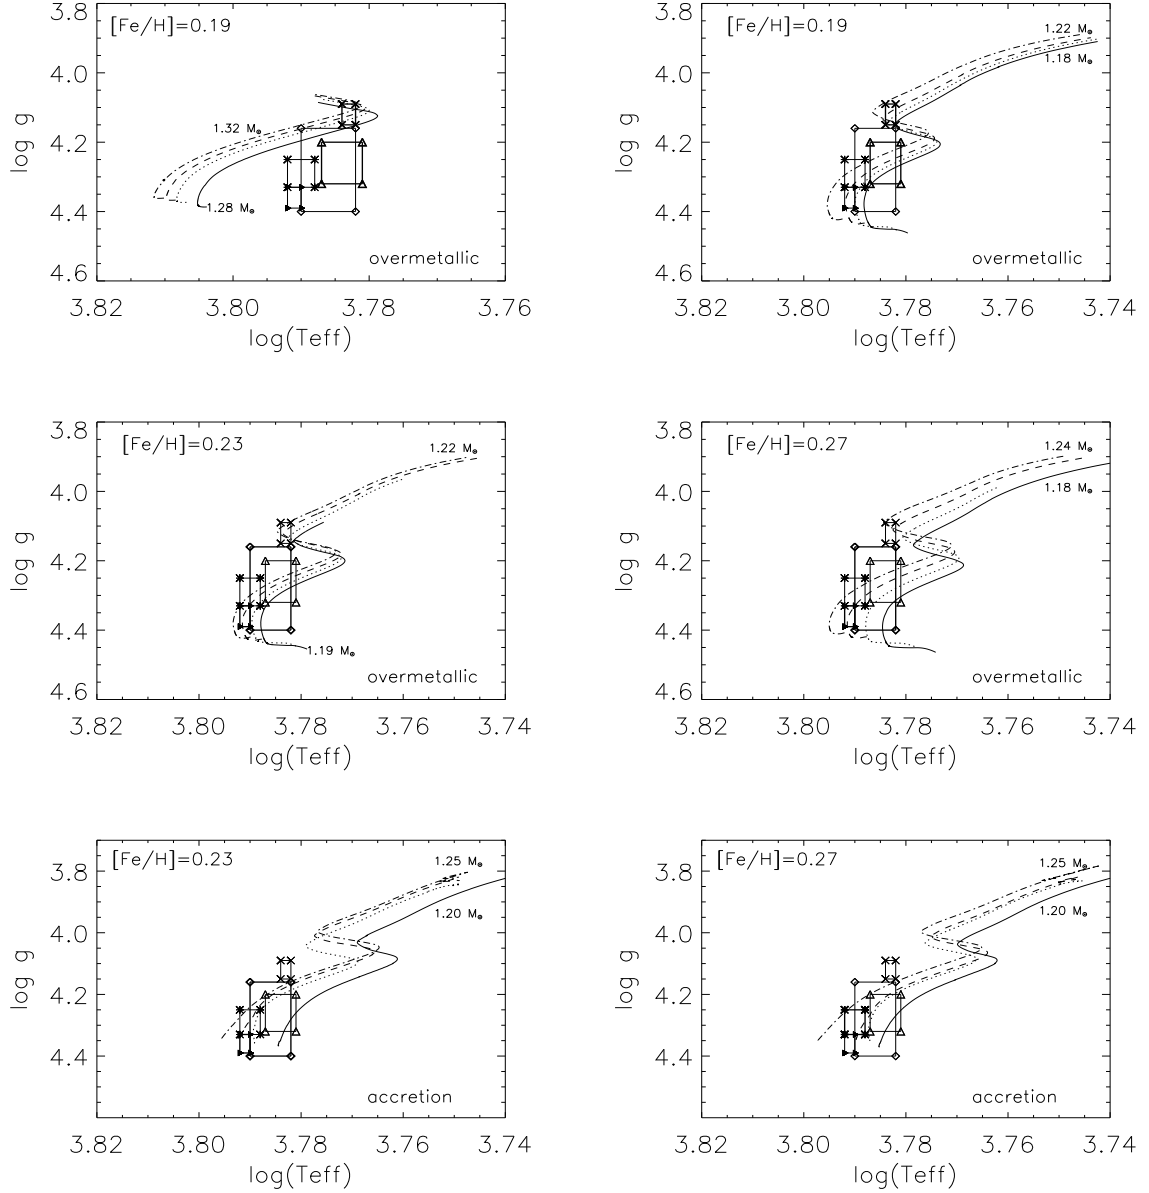 [Fe/H]=0.19
1.32 M⊙
1.28 M⊙
overmetallic
3.8
4.0
4.2
4.4
4.6
log g
3.82 3.80 3.78 3.76
log(Teff)
[Fe/H]=0.19
1.22 M⊙
1.18 M⊙
overmetallic
3.8
4.0
4.2
4.4
4.6
log g
3.82 3.80 3.78 3.76 3.74
log(Teff)
[Fe/H]=0.23
1.22 M⊙
1.19 M⊙
overmetallic
3.8
4.0
4.2
4.4
4.6
log g
3.82 3.80 3.78 3.76 3.74
log(Teff)
[Fe/H]=0.27
1.24 M⊙
1.18 M⊙
overmetallic
3.8
4.0
4.2
4.4
4.6
log g
3.82 3.80 3.78 3.76 3.74
log(Teff)
[Fe/H]=0.23
1.25 M⊙
1.20 M⊙
accretion
3.8
4.0
4.2
4.4
log g
3.82 3.80 3.78 3.76 3.74
log(Teff)
[Fe/H]=0.27
1.25 M⊙
1.20 M⊙
accretion
3.8
4.0
4.2
4.4
log g
3.82 3.80 3.78 3.76 3.74
log(Teff)